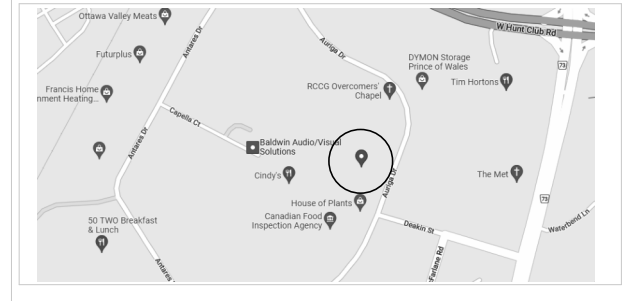 Ottawa Valley Meats
W Hunt Club Rd
Futurplus
Antares Dr
Auriga Dr
DYMON Storage
Prince of Wales
73
Tim Hortons
Francis Home
nment Heating...
RCCG Overcomers'
Chapel
Capella Ct
Antares Dr
Baldwin Audio/Visual
Solutions
Cindy's
The Met
Auriga Dr
House of Plants
73
50 TWO Breakfast
& Lunch
Canadian Food
Inspection Agency
Deakin St
Waterbend Ln
Antares
cFarlane Rd